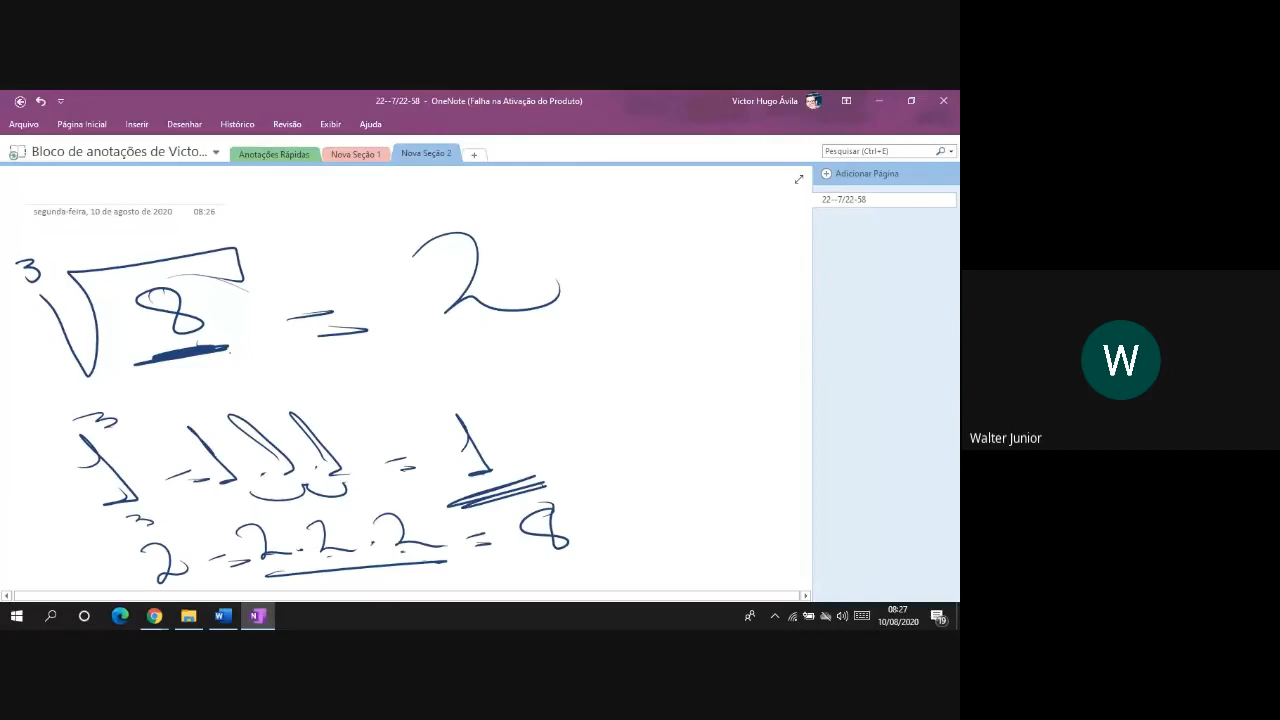 22--7/22-58 - OneNote (Falha na Ativação do Produto)
Victor Hugo Ávila
Arquivo Página Inicial Inserir Desenhar Histórico Revisão Exibir Ajuda
Bloco de anotações de Victo...
Anotações Rápidas
Nova Seção 1
Nova Seção 2
+
Pesquisar (Ctrl+E)
Adicionar Página
22--7/22-58
segunda-feira, 10 de agosto de 2020 08:26
³√8 = 2
1³ = 1.1.1 = 1
2³ = 2.2.2 = 8
W
Walter Junior
08:27
10/08/2020
19